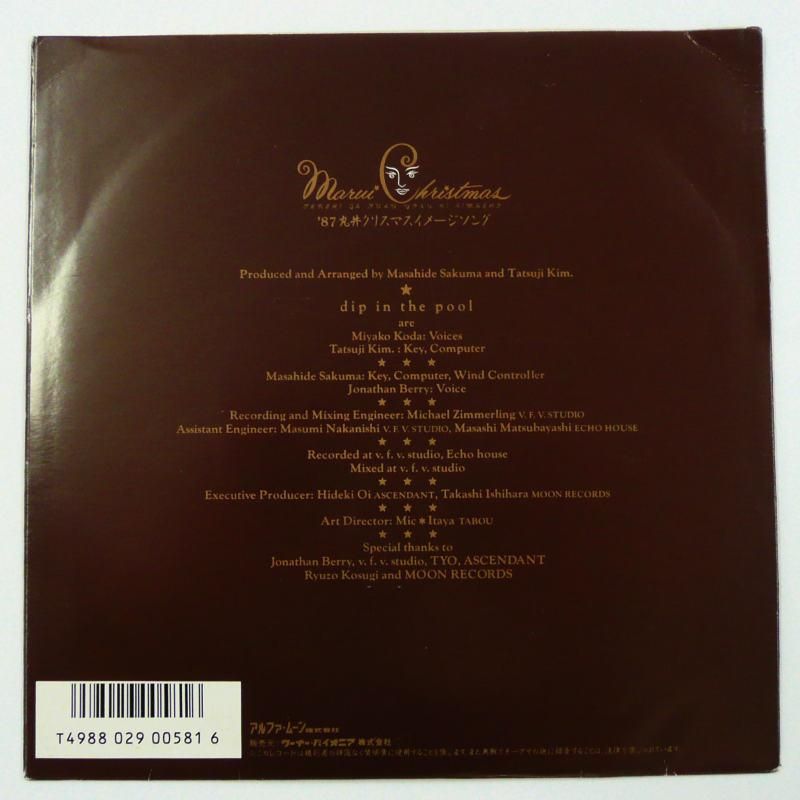 Marui Christmas
'87 丸井クリスマスイメージソング
Produced and Arranged by Masahide Sakuma and Tatsuji Kim.
★
dip in the pool
are
Miyako Koda: Voices
Tatsuji Kim. : Key, Computer
★ ★ ★
Masahide Sakuma: Key, Computer, Wind Controller
Jonathan Berry: Voice
★ ★ ★
Recording and Mixing Engineer: Michael Zimmerling V. F. V. STUDIO
Assistant Engineer: Masumi Nakanishi V. F. V. STUDIO, Masashi Matsubayashi ECHO HOUSE
★ ★ ★
Recorded at v. f. v. studio, Echo house
Mixed at v. f. v. studio
★ ★ ★
Executive Producer: Hideki Oi ASCENDANT, Takashi Ishihara MOON RECORDS
★ ★ ★
Art Director: Mic＊Itaya TABOU
★ ★ ★
Special thanks to
Jonathan Berry, v. f. v. studio, TYO, ASCENDANT
Ryuzo Kosugi and MOON RECORDS
アルファ・ムーン株式会社
販売元：ワーナー・パイオニア株式会社
T4988 029 00581 6